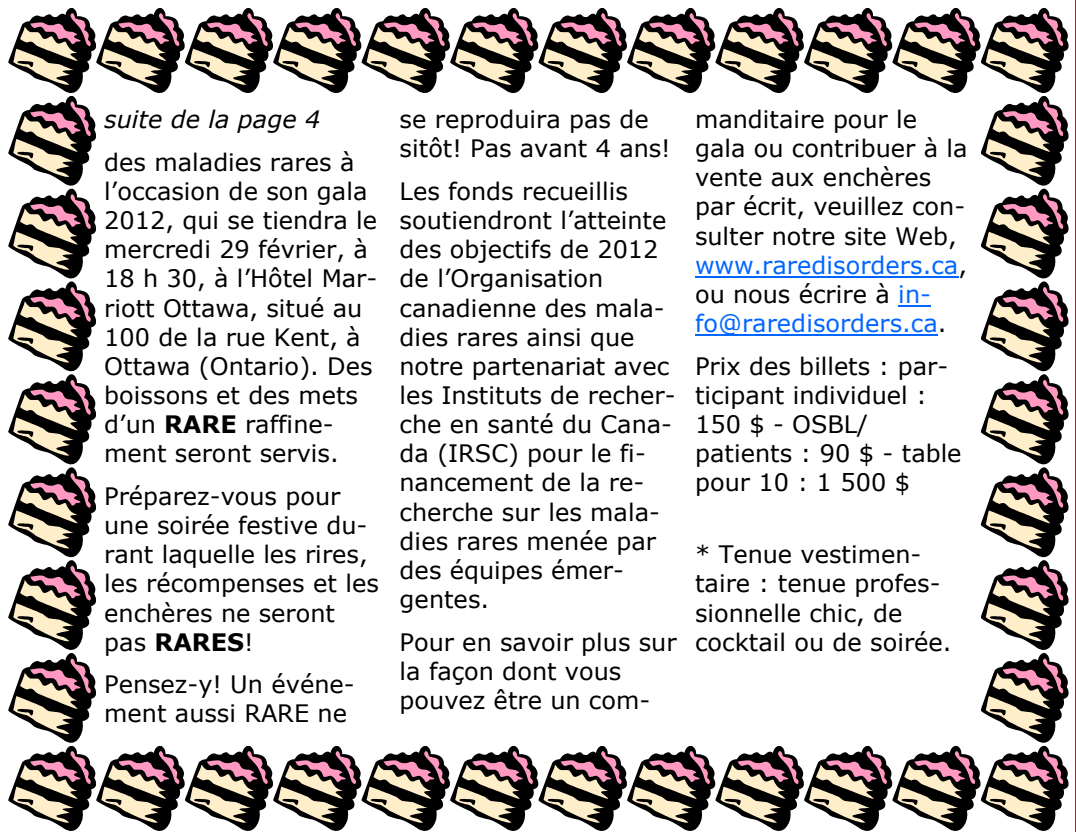 suite de la page 4
des maladies rares à
l’occasion de son gala
2012, qui se tiendra le
mercredi 29 février, à
18 h 30, à l’Hôtel Mar-
riott Ottawa, situé au
100 de la rue Kent, à
Ottawa (Ontario). Des
boissons et des mets
d’un RARE raffine-
ment seront servis.
Préparez-vous pour
une soirée festive du-
rant laquelle les rires,
les récompenses et les
enchères ne seront
pas RARES!
Pensez-y! Un événe-
ment aussi RARE ne
se reproduira pas de
sitôt! Pas avant 4 ans!
Les fonds recueillis
soutiendront l’atteinte
des objectifs de 2012
de l’Organisation
canadienne des mala-
dies rares ainsi que
notre partenariat avec
les Instituts de recher-
che en santé du Cana-
da (IRSC) pour le fi-
nancement de la re-
cherche sur les mala-
dies rares menée par
des équipes émer-
gentes.
Pour en savoir plus sur
la façon dont vous
pouvez être un com-
manditaire pour le
gala ou contribuer à la
vente aux enchères
par écrit, veuillez con-
sulter notre site Web,
www.raredisorders.ca,
ou nous écrire à in-
fo@raredisorders.ca.
Prix des billets : par-
ticipant individuel :
150 $ - OSBL/
patients : 90 $ - table
pour 10 : 1 500 $
* Tenue vestimen-
taire : tenue profes-
sionnelle chic, de
cocktail ou de soirée.